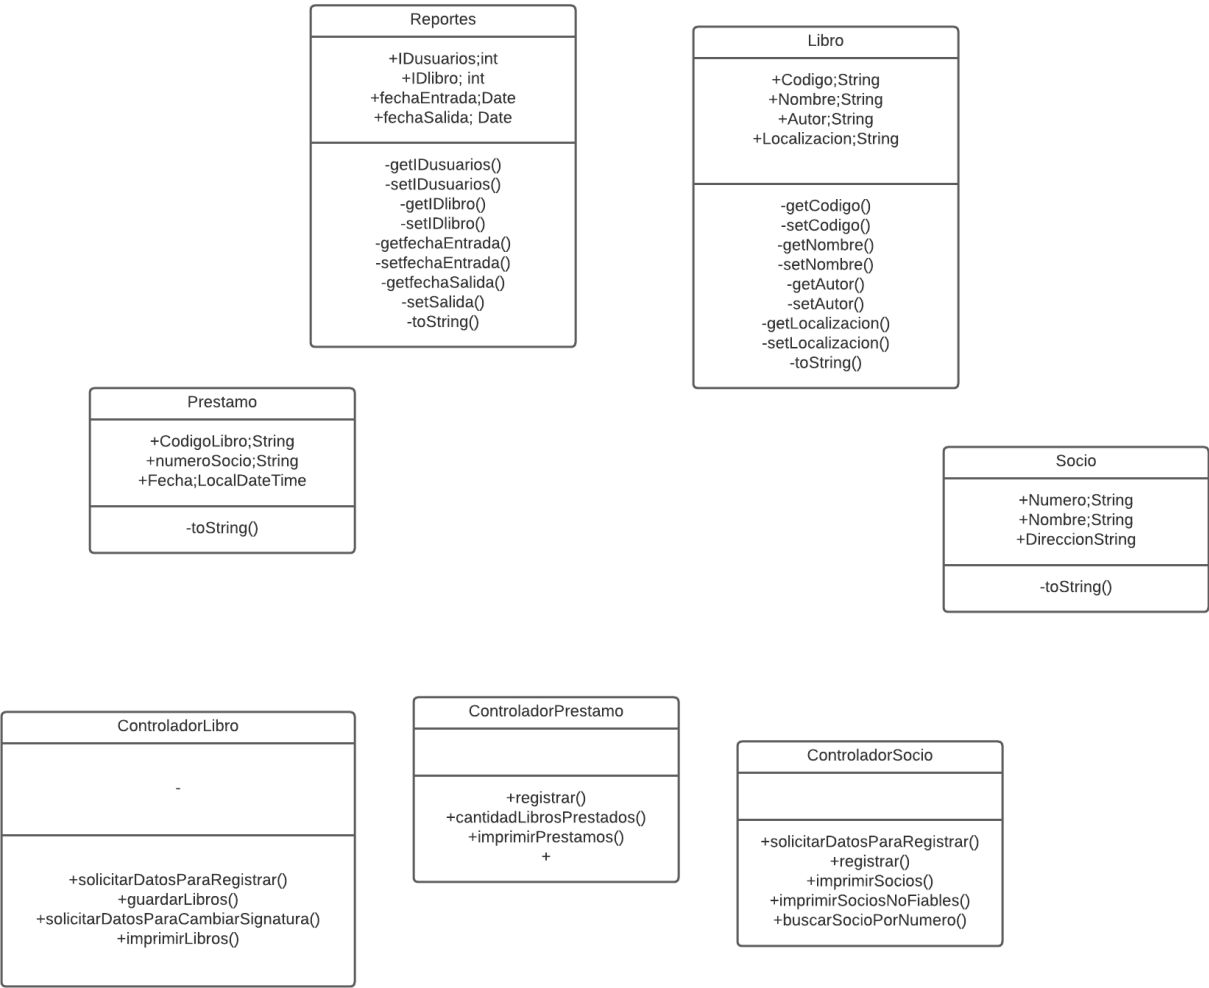 Reportes
+IDusuarios;int
+IDlibro; int
+fechaEntrada;Date
+fechaSalida; Date
-getIDusuarios()
-setIDusuarios()
-getIDlibro()
-setIDlibro()
-getfechaEntrada()
-setfechaEntrada()
-getfechaSalida()
-setSalida()
-toString()
Libro
+Codigo;String
+Nombre;String
+Autor;String
+Localizacion;String
-getCodigo()
-setCodigo()
-getNombre()
-setNombre()
-getAutor()
-setAutor()
-getLocalizacion()
-setLocalizacion()
-toString()
Prestamo
+CodigoLibro;String
+numeroSocio;String
+Fecha;LocalDateTime
-toString()
Socio
+Numero;String
+Nombre;String
+DireccionString
-toString()
ControladorLibro
-
+solicitarDatosParaRegistrar()
+guardarLibros()
+solicitarDatosParaCambiarSignatura()
+imprimirLibros()
ControladorPrestamo
+registrar()
+cantidadLibrosPrestados()
+imprimirPrestamos()
+
ControladorSocio
+solicitarDatosParaRegistrar()
+registrar()
+imprimirSocios()
+imprimirSociosNoFiables()
+buscarSocioPorNumero()